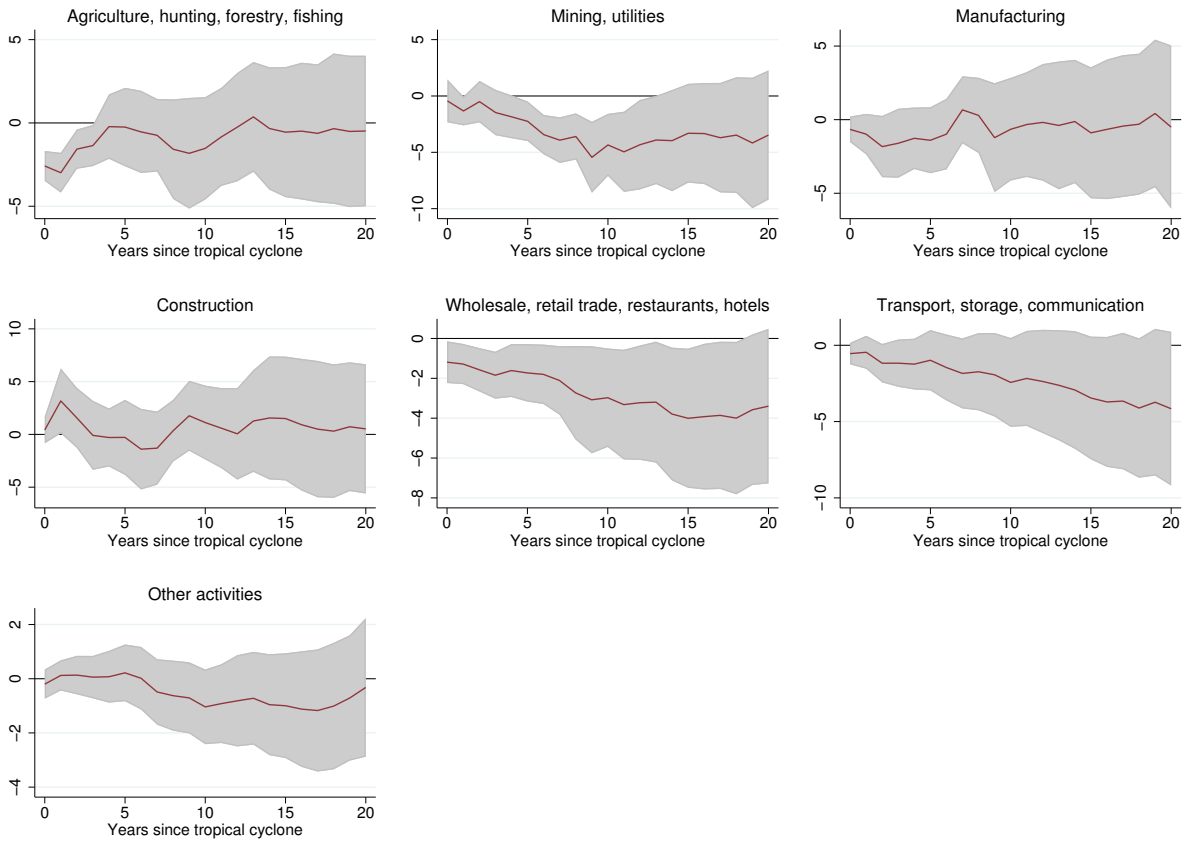 Agriculture, hunting, forestry, fishing
5
0
−5
0 5 10 15 20
Years since tropical cyclone
Mining, utilities
5
0
−5
−10
0 5 10 15 20
Years since tropical cyclone
Manufacturing
5
0
−5
0 5 10 15 20
Years since tropical cyclone
Construction
10
5
0
−5
0 5 10 15 20
Years since tropical cyclone
Wholesale, retail trade, restaurants, hotels
0
−2
−4
−6
−8
0 5 10 15 20
Years since tropical cyclone
Transport, storage, communication
0
−5
−10
0 5 10 15 20
Years since tropical cyclone
Other activities
2
0
−2
−4
0 5 10 15 20
Years since tropical cyclone